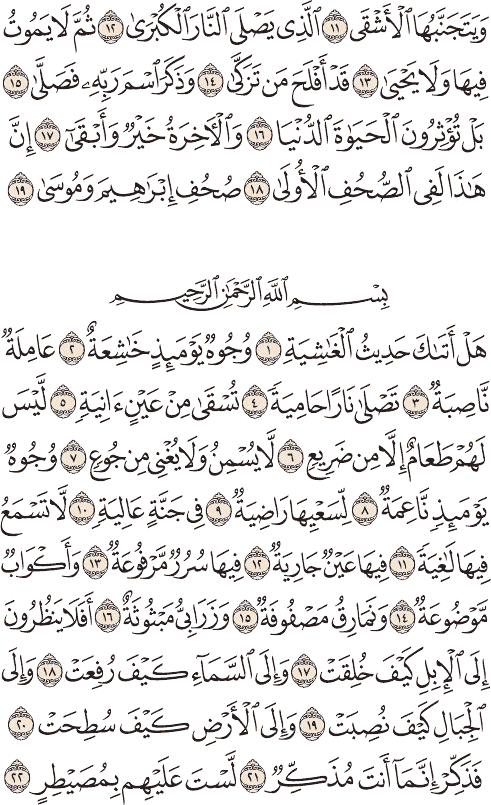 وَيَتَجَنَّبُهَا ٱلْأَشْقَى ١١ ٱلَّذِى يَصْلَى ٱلنَّارَ ٱلْكُبْرَىٰ ١٢ ثُمَّ لَا يَمُوتُ
فِيهَا وَلَا يَحْيَىٰ ١٣ قَدْ أَفْلَحَ مَن تَزَكَّىٰ ١٤ وَذَكَرَ ٱسْمَ رَبِّهِۦ فَصَلَّىٰ ١٥
بَلْ تُؤْثِرُونَ ٱلْحَيَوٰةَ ٱلدُّنْيَا ١٦ وَٱلْأَخِرَةُ خَيْرٌ وَأَبْقَىٰٓ ١٧ إِنَّ
هَٰذَا لَفِى ٱلصُّحُفِ ٱلْأُولَىٰ ١٨ صُحُفِ إِبْرَٰهِيمَ وَمُوسَىٰ ١٩
بِسْمِ ٱللَّهِ ٱلرَّحْمَٰنِ ٱلرَّحِيمِ
هَلْ أَتَىٰكَ حَدِيثُ ٱلْغَٰشِيَةِ ١ وُجُوهٌ يَوْمَئِذٍ خَٰشِعَةٌ ٢ عَامِلَةٌ
نَّاصِبَةٌ ٣ تَصْلَىٰ نَارًا حَامِيَةً ٤ تُسْقَىٰ مِنْ عَيْنٍ ءَانِيَةٍ ٥ لَّيْسَ
لَهُمْ طَعَامٌ إِلَّا مِن ضَرِيعٍ ٦ لَّا يُسْمِنُ وَلَا يُغْنِى مِن جُوعٍ ٧ وُجُوهٌ
يَوْمَئِذٍ نَّاعِمَةٌ ٨ لِّسَعْيِهَا رَاضِيَةٌ ٩ فِى جَنَّةٍ عَالِيَةٍ ١٠ لَّا تَسْمَعُ
فِيهَا لَٰغِيَةً ١١ فِيهَا عَيْنٌ جَارِيَةٌ ١٢ فِيهَا سُرُرٌ مَّرْفُوعَةٌ ١٣ وَأَكْوَابٌ
مَّوْضُوعَةٌ ١٤ وَنَمَارِقُ مَصْفُوفَةٌ ١٥ وَزَرَابِىُّ مَبْثُوثَةٌ ١٦ أَفَلَا يَنظُرُونَ
إِلَى ٱلْإِبِلِ كَيْفَ خُلِقَتْ ١٧ وَإِلَى ٱلسَّمَآءِ كَيْفَ رُفِعَتْ ١٨ وَإِلَى
ٱلْجِبَالِ كَيْفَ نُصِبَتْ ١٩ وَإِلَى ٱلْأَرْضِ كَيْفَ سُطِحَتْ ٢٠
فَذَكِّرْ إِنَّمَآ أَنتَ مُذَكِّرٌ ٢١ لَّسْتَ عَلَيْهِم بِمُصَيْطِرٍ ٢٢